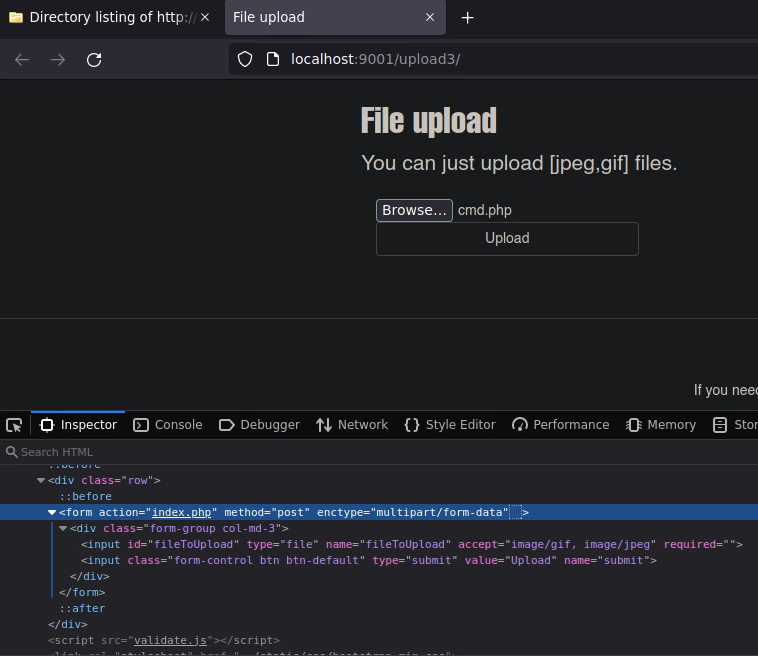 Directory listing of http://
File upload
localhost:9001/upload3/
File upload
You can just upload [jpeg,gif] files.
Browse... cmd.php
Upload
If you need
Inspector Console Debugger Network Style Editor Performance Memory Stor
Search HTML
::before
<div class="row">
::before
<form action="index.php" method="post" enctype="multipart/form-data" >
<div class="form-group col-md-3">
<input id="fileToUpload" type="file" name="fileToUpload" accept="image/gif, image/jpeg" required="">
<input class="form-control btn btn-default" type="submit" value="Upload" name="submit">
</div>
</form>
::after
</div>
<script src="validate.js"></script>